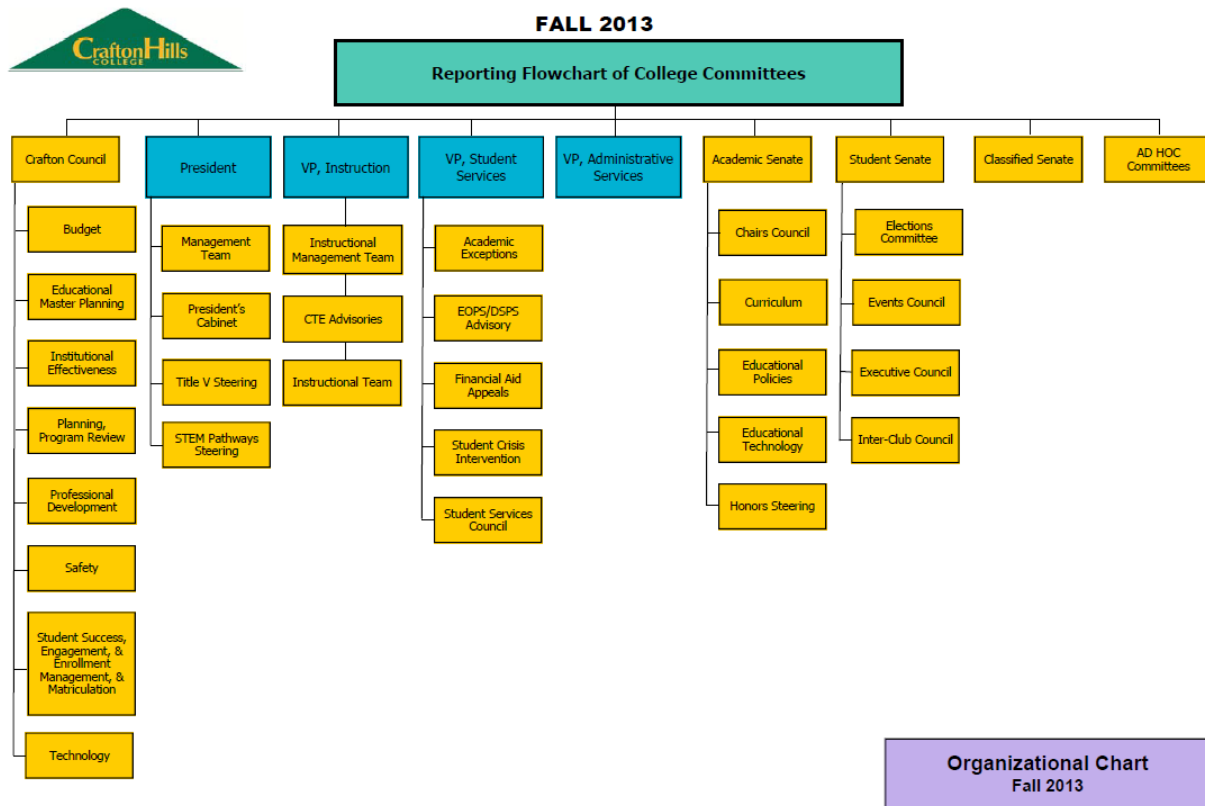 FALL 2013
CraftonHills
COLLEGE
Reporting Flowchart of College Committees
Crafton Council
President
VP, Instruction
VP, Student
Services
VP, Administrative
Services
Academic Senate
Student Senate
Classified Senate
AD HOC
Committees
Budget
Educational
Master Planning
Institutional
Effectiveness
Planning,
Program Review
Professional
Development
Safety
Student Success,
Engagement, &
Enrollment
Management, &
Matriculation
Technology
Management
Team
President's
Cabinet
Title V Steering
STEM Pathways
Steering
Instructional
Management Team
CTE Advisories
Instructional Team
Academic
Exceptions
EOPS/DSPS
Advisory
Financial Aid
Appeals
Student Crisis
Intervention
Student Services
Council
Chairs Council
Curriculum
Educational
Policies
Educational
Technology
Honors Steering
Elections
Committee
Events Council
Executive Council
Inter-Club Council
Organizational Chart
Fall 2013